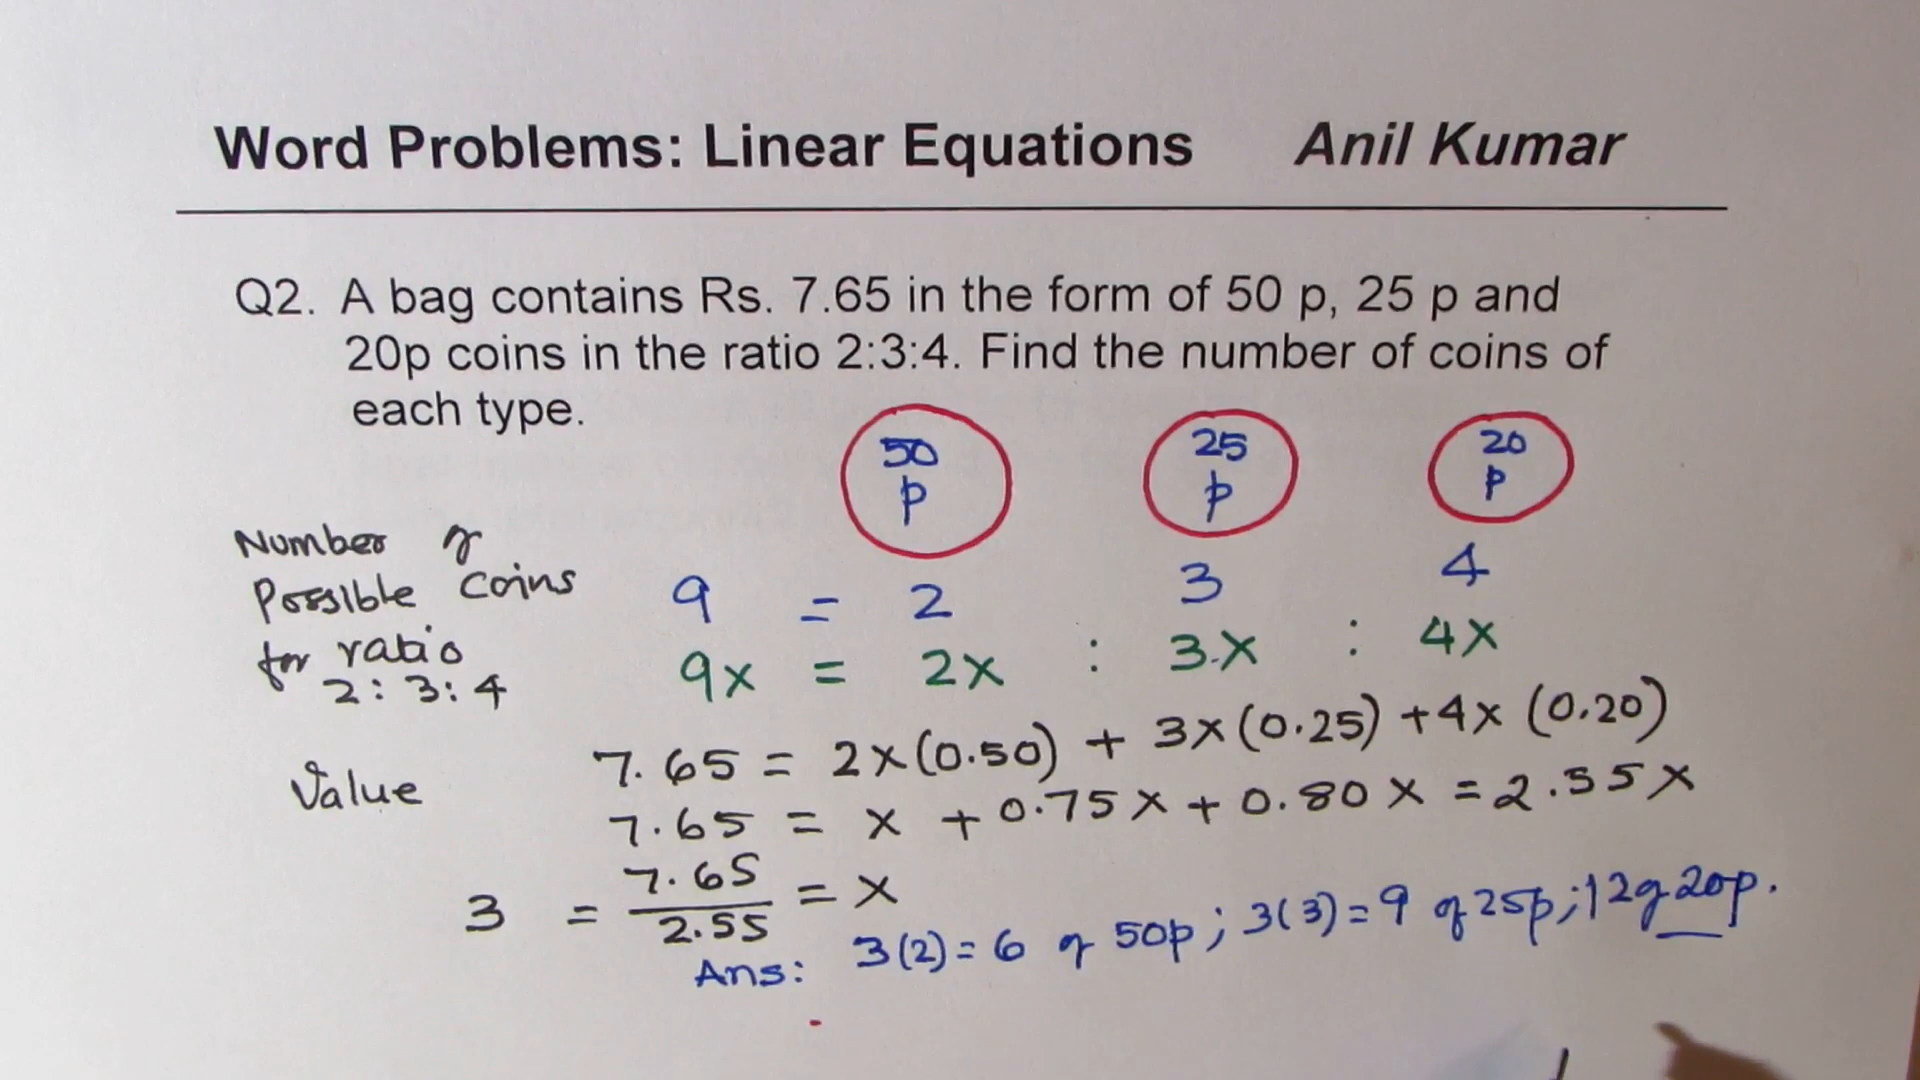 Word Problems: Linear Equations Anil Kumar
Q2. A bag contains Rs. 7.65 in the form of 50 p, 25 p and
20p coins in the ratio 2:3:4. Find the number of coins of
each type.
50 p
25 p
20 p
Number of
Possible coins
for ratio
2 : 3 : 4
9 = 2 3 4
9x = 2x : 3x : 4x
Value
7.65 = 2x(0.50) + 3x(0.25) + 4x (0.20)
7.65 = x + 0.75x + 0.80x = 2.55x
3 = 7.65/2.55 = x
Ans: 3(2) = 6 of 50p ; 3(3) = 9 of 25p ; 12 of 20p.